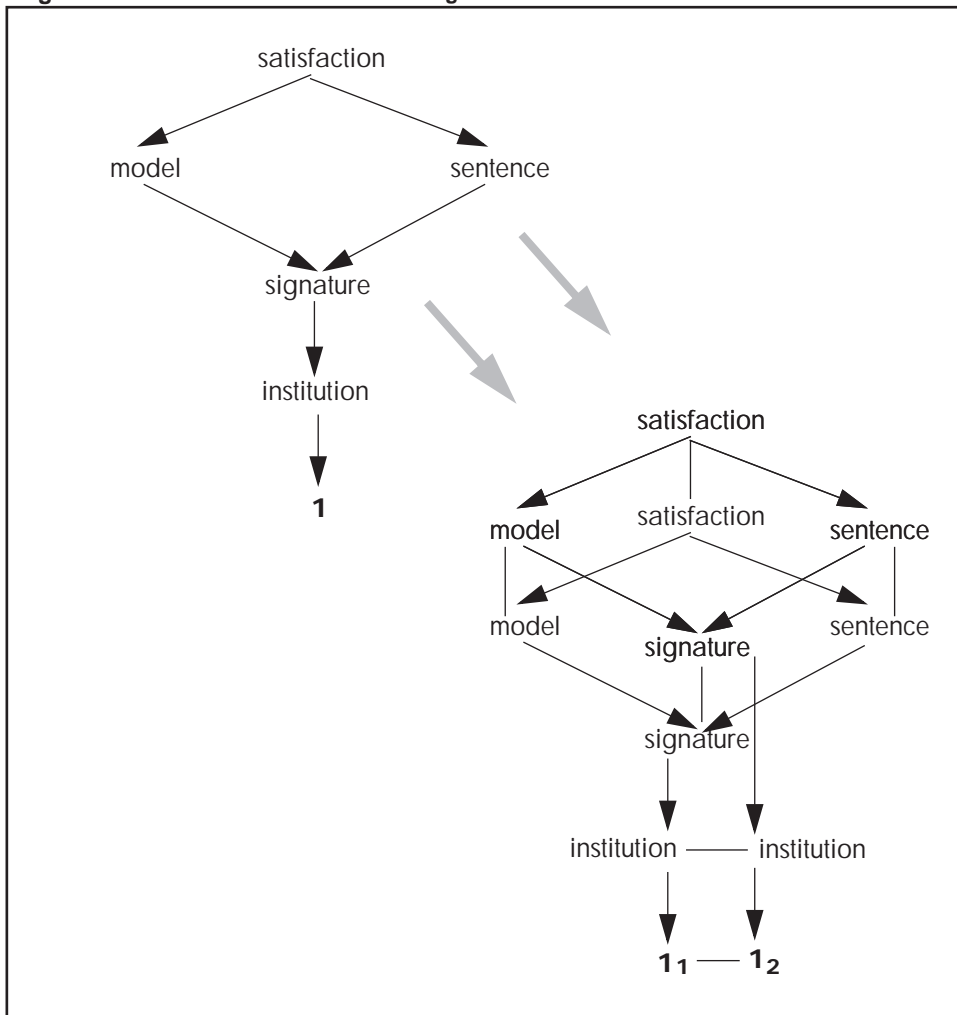 satisfaction
model sentence
signature
institution
1
satisfaction
satisfaction
model sentence
model sentence
signature
signature
institution institution
1₁ 1₂